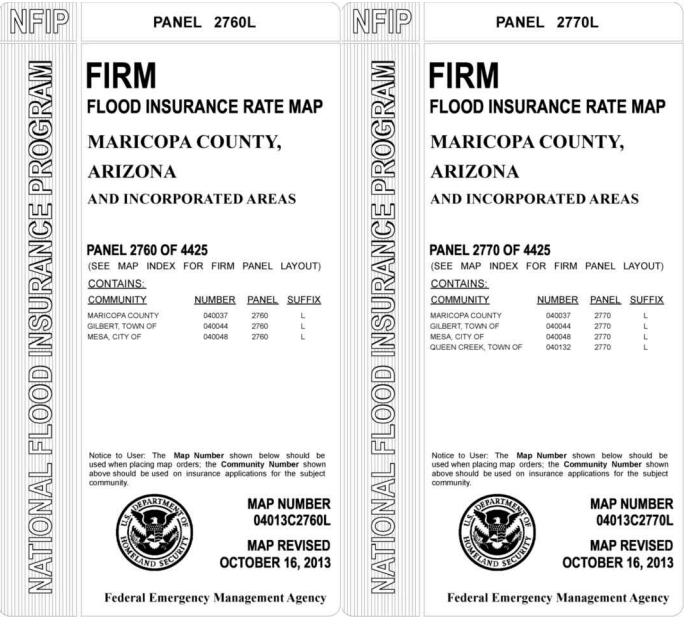 NFIP
PANEL 2760L
NATIONAL FLOOD INSURANCE PROGRAM
FIRM
FLOOD INSURANCE RATE MAP
MARICOPA COUNTY,
ARIZONA
AND INCORPORATED AREAS
PANEL 2760 OF 4425
(SEE MAP INDEX FOR FIRM PANEL LAYOUT)
CONTAINS:
COMMUNITY NUMBER PANEL SUFFIX
MARICOPA COUNTY 040037 2760 L
GILBERT, TOWN OF 040044 2760 L
MESA, CITY OF 040048 2760 L
Notice to User: The Map Number shown below should be
used when placing map orders; the Community Number shown
above should be used on insurance applications for the subject
community.
U.S. DEPARTMENT OF HOMELAND SECURITY
MAP NUMBER
04013C2760L
MAP REVISED
OCTOBER 16, 2013
Federal Emergency Management Agency
NFIP
PANEL 2770L
NATIONAL FLOOD INSURANCE PROGRAM
FIRM
FLOOD INSURANCE RATE MAP
MARICOPA COUNTY,
ARIZONA
AND INCORPORATED AREAS
PANEL 2770 OF 4425
(SEE MAP INDEX FOR FIRM PANEL LAYOUT)
CONTAINS:
COMMUNITY NUMBER PANEL SUFFIX
MARICOPA COUNTY 040037 2770 L
GILBERT, TOWN OF 040044 2770 L
MESA, CITY OF 040048 2770 L
QUEEN CREEK, TOWN OF 040132 2770 L
Notice to User: The Map Number shown below should be
used when placing map orders; the Community Number shown
above should be used on insurance applications for the subject
community.
U.S. DEPARTMENT OF HOMELAND SECURITY
MAP NUMBER
04013C2770L
MAP REVISED
OCTOBER 16, 2013
Federal Emergency Management Agency